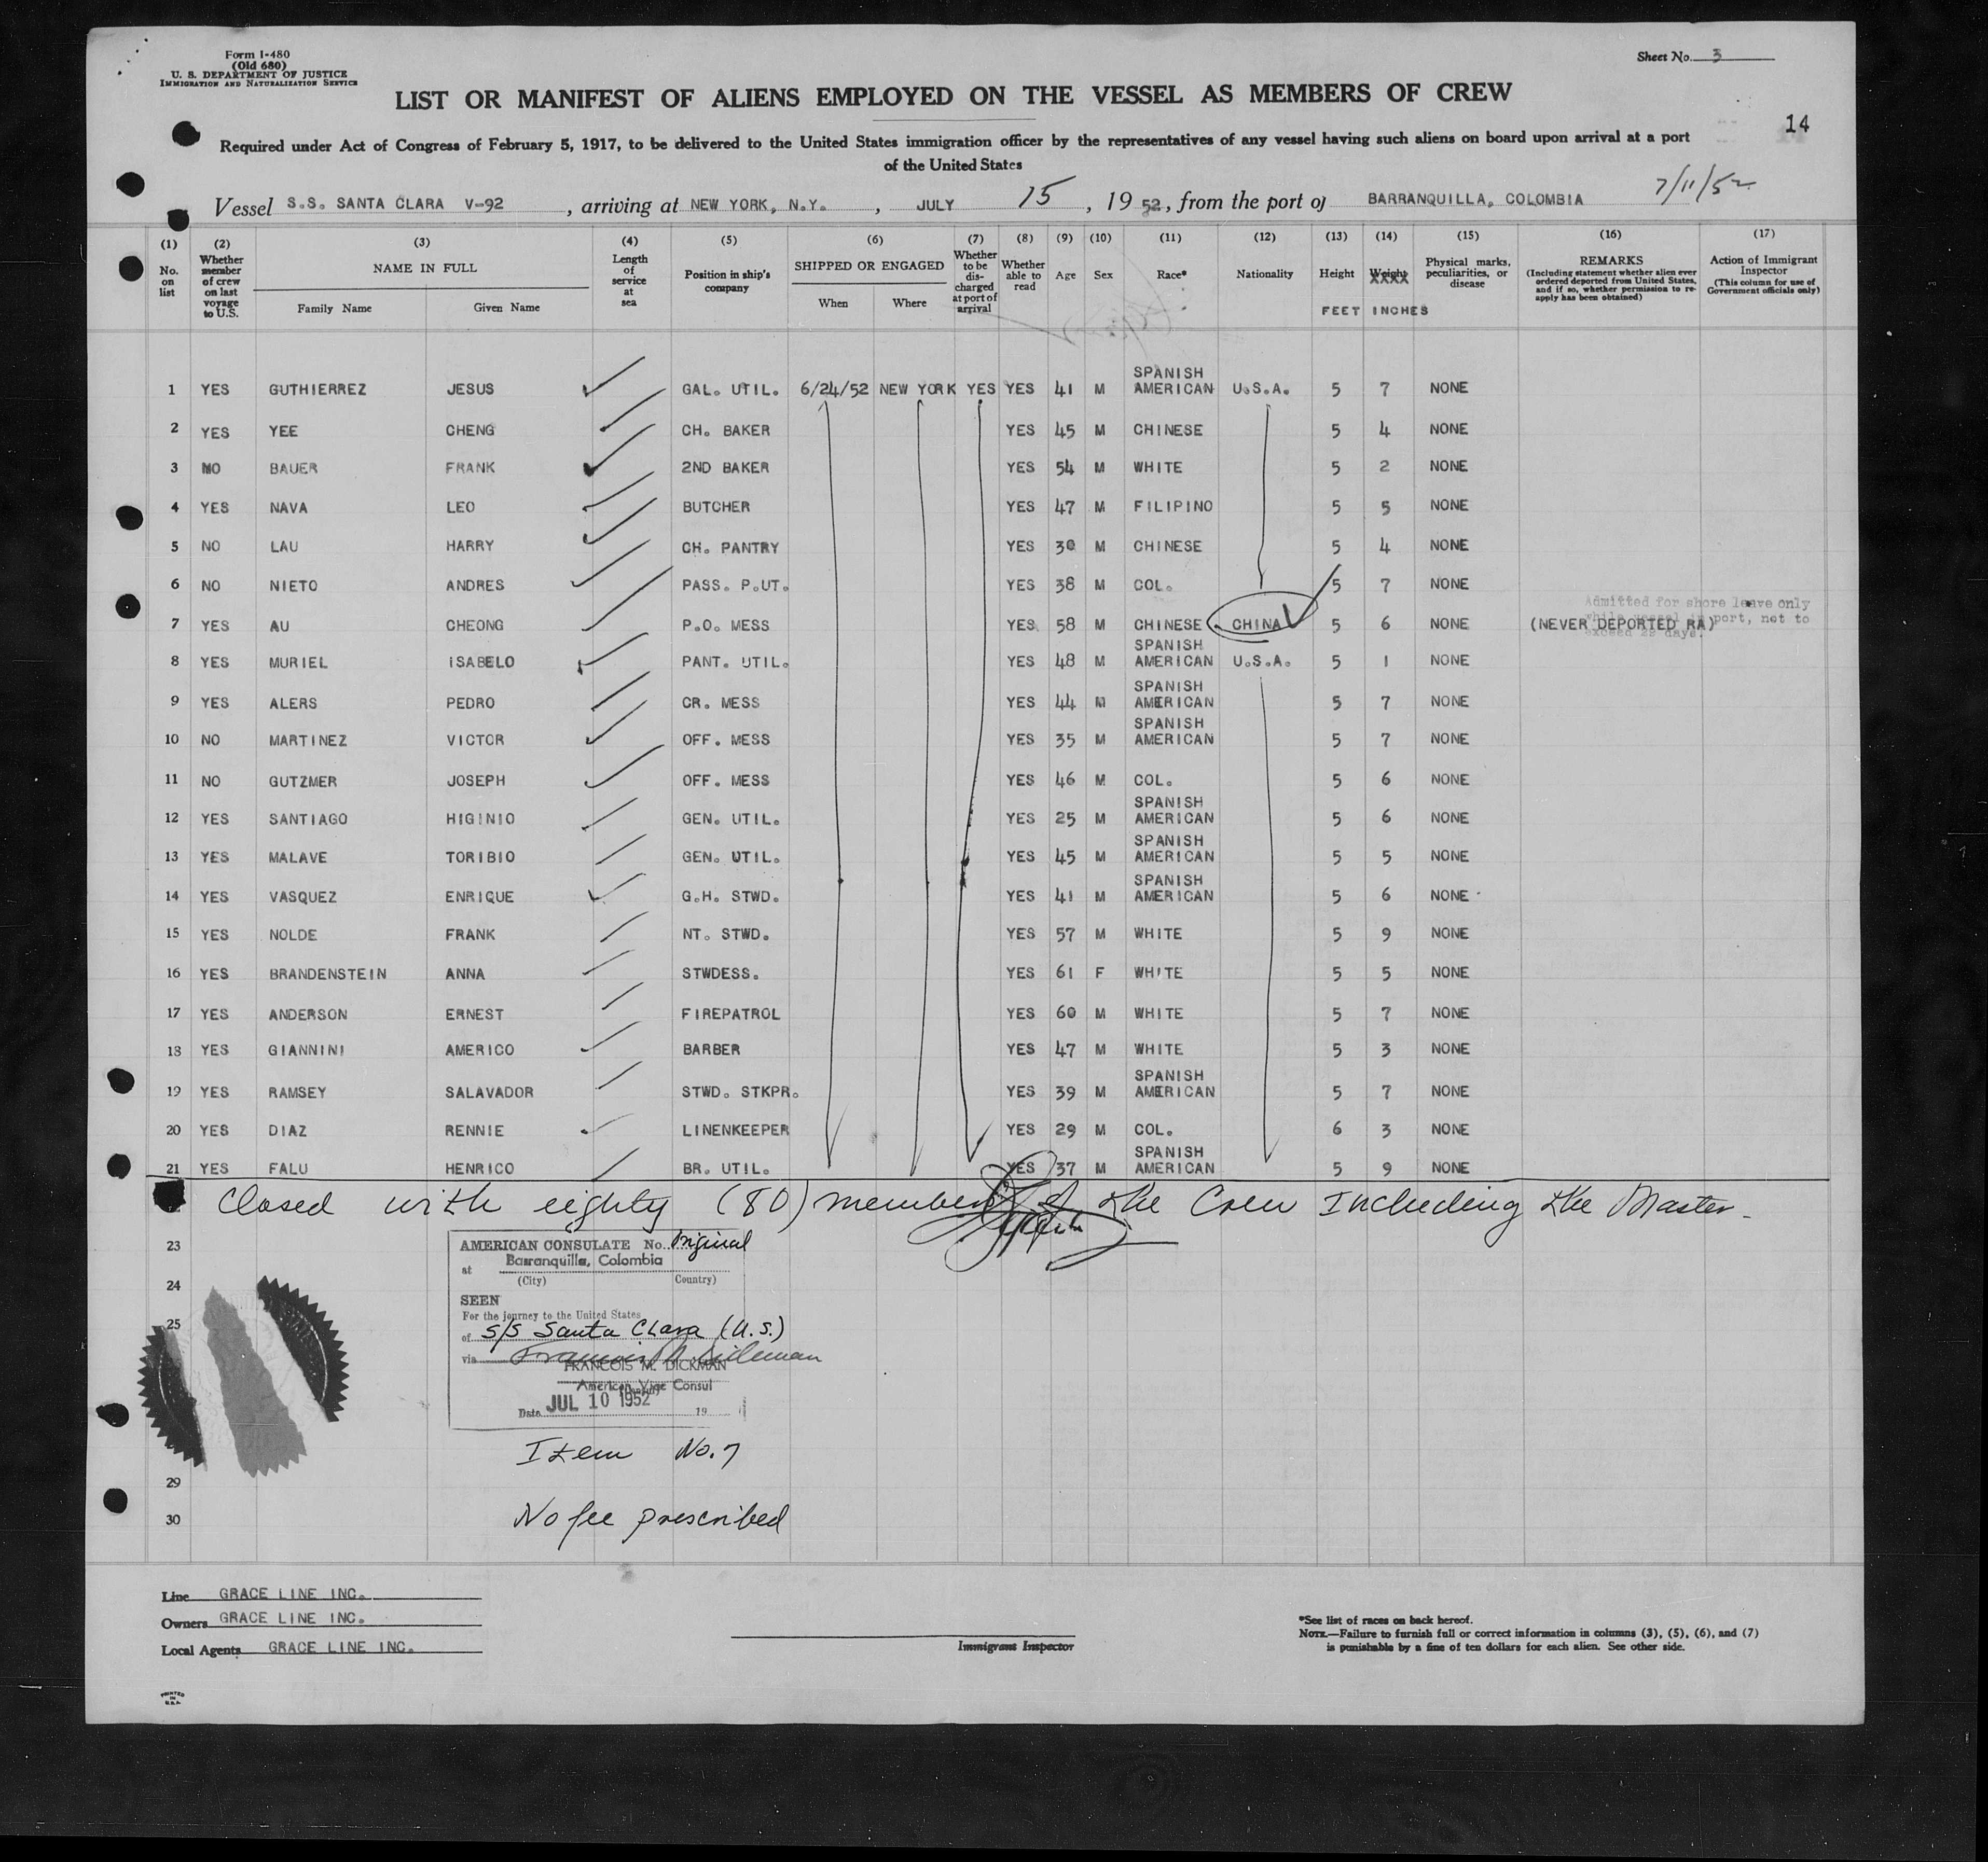 Form I-480
(Old 680)
U. S. DEPARTMENT OF JUSTICE
IMMIGRATION AND NATURALIZATION SERVICE
Sheet No. 3
LIST OR MANIFEST OF ALIENS EMPLOYED ON THE VESSEL AS MEMBERS OF CREW
14
Required under Act of Congress of February 5, 1917, to be delivered to the United States immigration officer by the representatives of any vessel having such aliens on board upon arrival at a port
of the United States
7/11/52
Vessel S.S. SANTA CLARA V-92, arriving at NEW YORK, N.Y., JULY 15, 1952, from the port of BARRANQUILLA, COLOMBIA
(1) No. on list
(2) Whether member of crew on last voyage to U.S.
(3) NAME IN FULL Family Name Given Name
(4) Length of service at sea
(5) Position in ship's company
(6) SHIPPED OR ENGAGED When Where
(7) Whether to be discharged at port of arrival
(8) Whether able to read
(9) Age
(10) Sex
(11) Race*
(12) Nationality
(13) Height FEET
(14) Weight XXXX INCHES
(15) Physical marks, peculiarities, or disease
(16) REMARKS (Including statement whether alien ever ordered deported from United States, and if so, whether permission to re-apply has been obtained)
(17) Action of Immigrant Inspector (This column for use of Government officials only)
1 YES GUTHIERREZ JESUS GAL. UTIL. 6/24/52 NEW YORK YES YES 41 M SPANISH AMERICAN U.S.A. 5 7 NONE
2 YES YEE CHENG CH. BAKER YES 45 M CHINESE 5 4 NONE
3 NO BAUER FRANK 2ND BAKER YES 54 M WHITE 5 2 NONE
4 YES NAVA LEO BUTCHER YES 47 M FILIPINO 5 5 NONE
5 NO LAU HARRY CH. PANTRY YES 30 M CHINESE 5 4 NONE
6 NO NIETO ANDRES PASS. P.UT. YES 38 M COL. 5 7 NONE
7 YES AU CHEONG P.O. MESS YES 58 M CHINESE CHINA 5 6 NONE (NEVER DEPORTED RA)
Admitted for shore leave only
while vessel in port, not to
exceed 29 days.
8 YES MURIEL ISABELO PANT. UTIL. YES 48 M SPANISH AMERICAN U.S.A. 5 1 NONE
9 YES ALERS PEDRO CR. MESS YES 44 M SPANISH AMERICAN 5 7 NONE
10 NO MARTINEZ VICTOR OFF. MESS YES 35 M SPANISH AMERICAN 5 7 NONE
11 NO GUTZMER JOSEPH OFF. MESS YES 46 M COL. 5 6 NONE
12 YES SANTIAGO HIGINIO GEN. UTIL. YES 25 M SPANISH AMERICAN 5 6 NONE
13 YES MALAVE TORIBIO GEN. UTIL. YES 45 M SPANISH AMERICAN 5 5 NONE
14 YES VASQUEZ ENRIQUE G.H. STWD. YES 41 M SPANISH AMERICAN 5 6 NONE
15 YES NOLDE FRANK NT. STWD. YES 57 M WHITE 5 9 NONE
16 YES BRANDENSTEIN ANNA STWDESS. YES 61 F WHITE 5 5 NONE
17 YES ANDERSON ERNEST FIREPATROL YES 60 M WHITE 5 7 NONE
18 YES GIANNINI AMERICO BARBER YES 47 M WHITE 5 3 NONE
19 YES RAMSEY SALAVADOR STWD. STKPR. YES 39 M SPANISH AMERICAN 5 7 NONE
20 YES DIAZ RENNIE LINENKEEPER YES 29 M COL. 6 3 NONE
21 YES FALU HENRICO BR. UTIL. YES 37 M SPANISH AMERICAN 5 9 NONE
Closed with eighty (80) members of the Crew Including the Master.
23
24
25
29
30
AMERICAN CONSULATE No. Original
at Barranquilla, Colombia
(City) Country)
SEEN
For the journey to the United States
of S/S Santa Clara (U.S.)
via
FRANCOIS M. DICKMAN
American Vice Consul
Date JUL 10 1952 19
Item No. 7
No fee prescribed
Line GRACE LINE INC.
Owners GRACE LINE INC.
Local Agents GRACE LINE INC.
Immigrant Inspector
*See list of races on back hereof.
NOTE.—Failure to furnish full or correct information in columns (3), (5), (6), and (7)
is punishable by a fine of ten dollars for each alien. See other side.
PRINTED
IN
U.S.A.